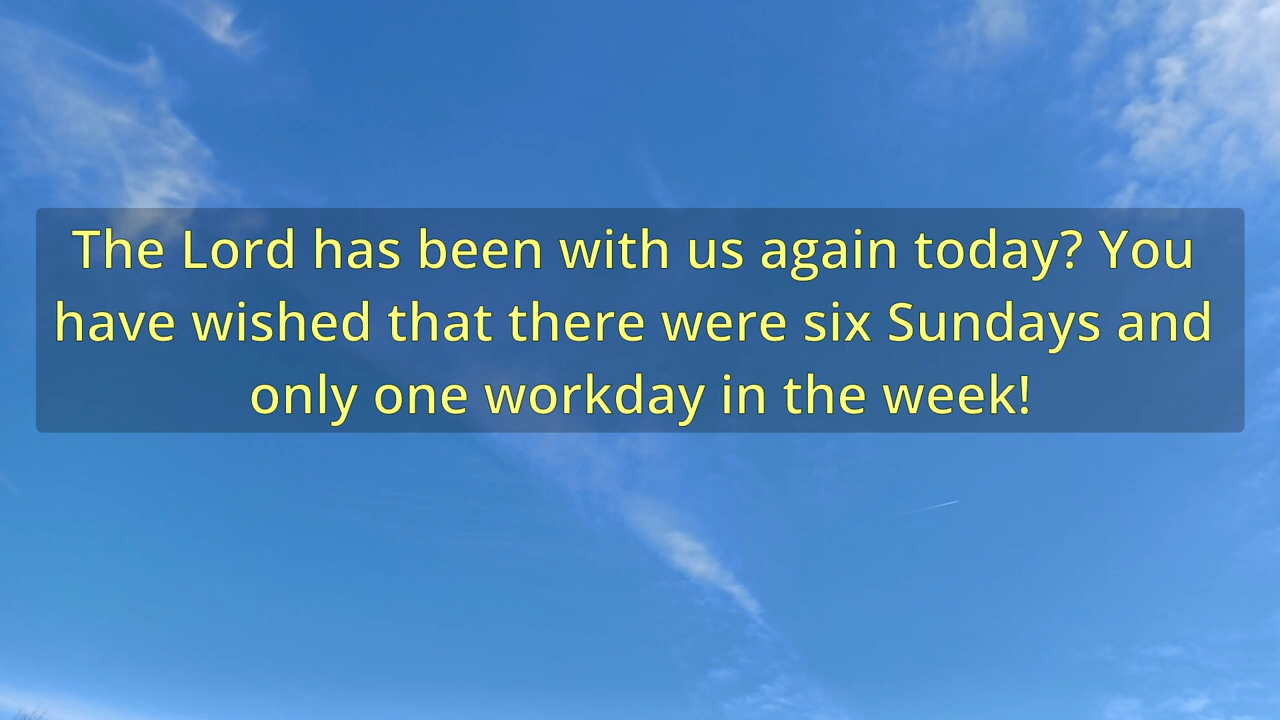 The Lord has been with us again today? You
have wished that there were six Sundays and
only one workday in the week!